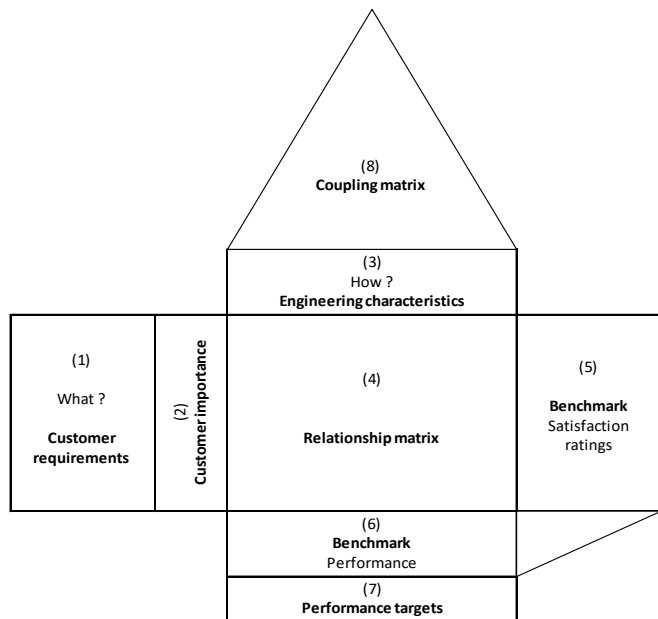 (8)
Coupling matrix
(3)
How ?
Engineering characteristics
(1)
What ?
Customer
requirements
(2)
Customer importance
(4)
Relationship matrix
(5)
Benchmark
Satisfaction
ratings
(6)
Benchmark
Performance
(7)
Performance targets